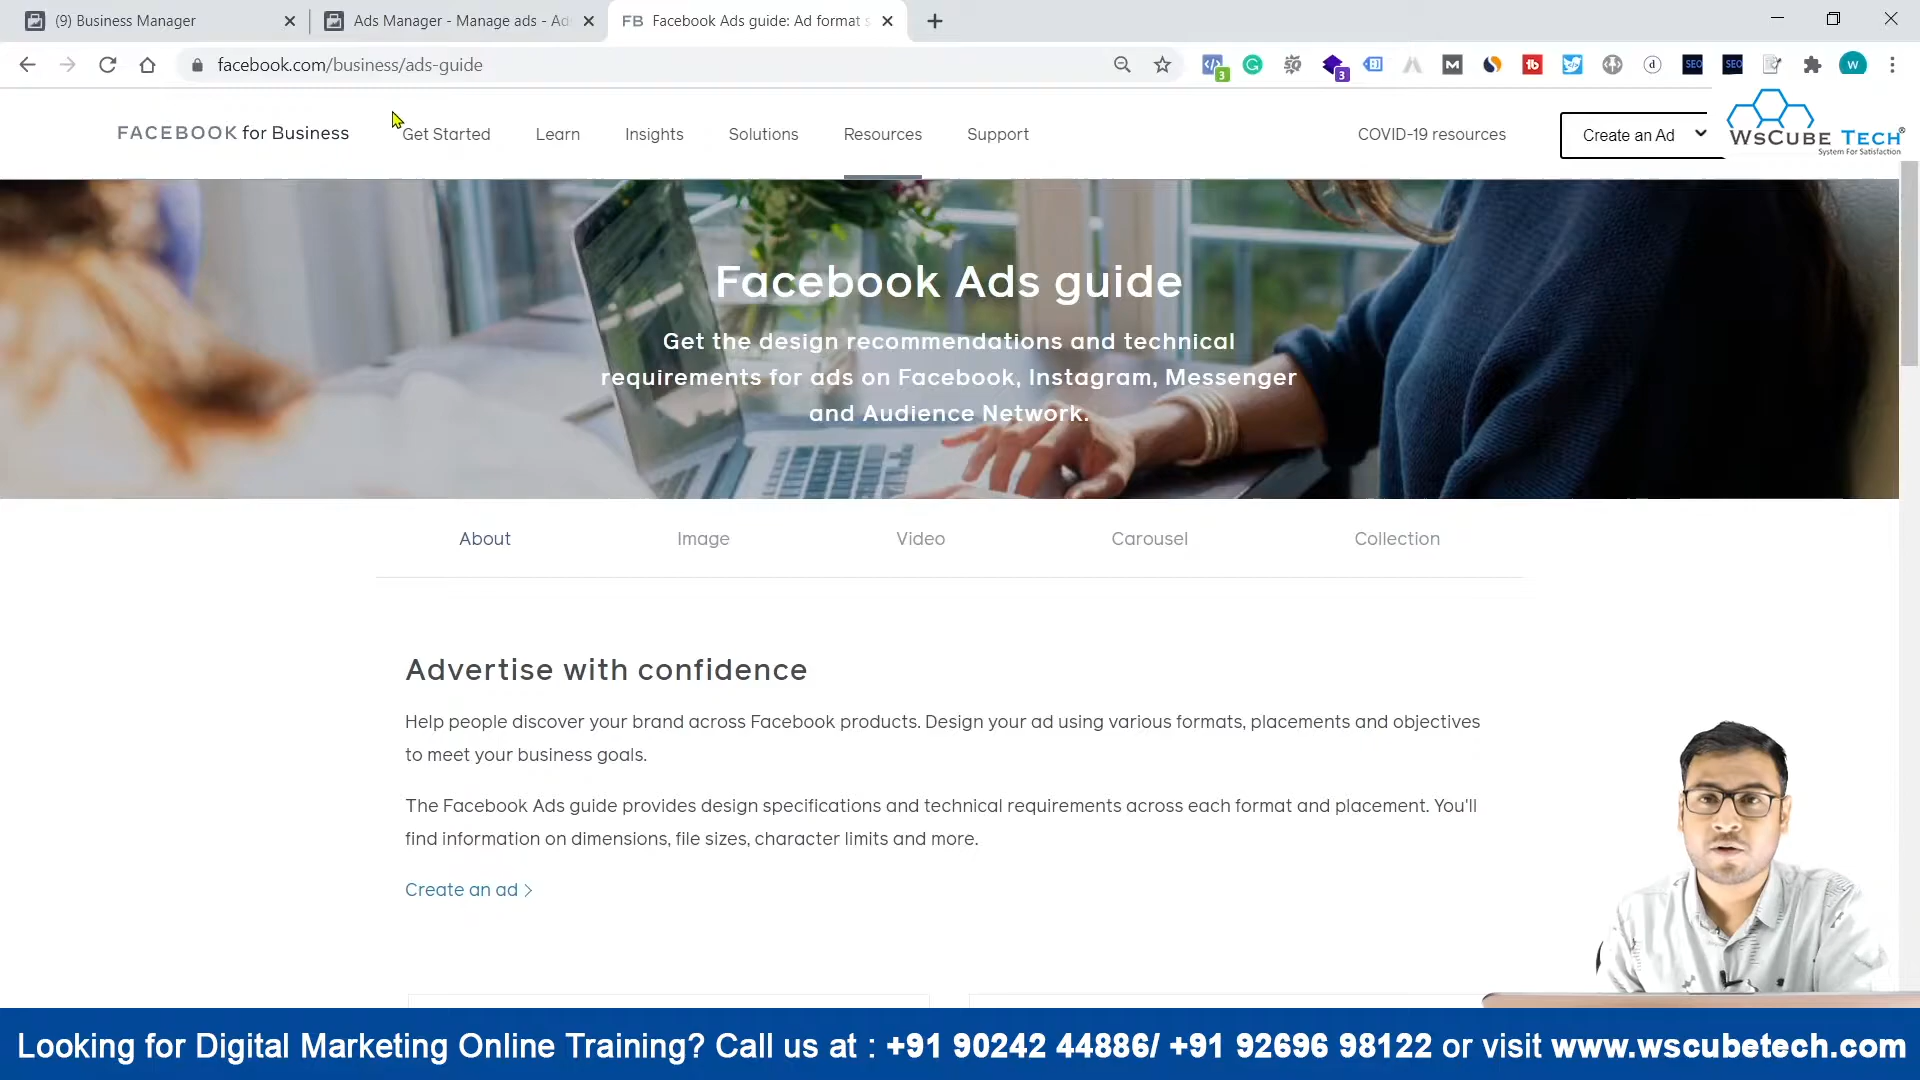 (9) Business Manager
Ads Manager - Manage ads - Ad
FB Facebook Ads guide: Ad format s
facebook.com/business/ads-guide
3
3
SEO
SEO
W
FACEBOOK for Business
Get Started
Learn
Insights
Solutions
Resources
Support
COVID-19 resources
Create an Ad
WsCube Tech®
System For Satisfaction
Facebook Ads guide
Get the design recommendations and technical
requirements for ads on Facebook, Instagram, Messenger
and Audience Network.
About
Image
Video
Carousel
Collection
Advertise with confidence
Help people discover your brand across Facebook products. Design your ad using various formats, placements and objectives
to meet your business goals.
The Facebook Ads guide provides design specifications and technical requirements across each format and placement. You'll
find information on dimensions, file sizes, character limits and more.
Create an ad >
Looking for Digital Marketing Online Training? Call us at : +91 90242 44886/ +91 92696 98122 or visit www.wscubetech.com